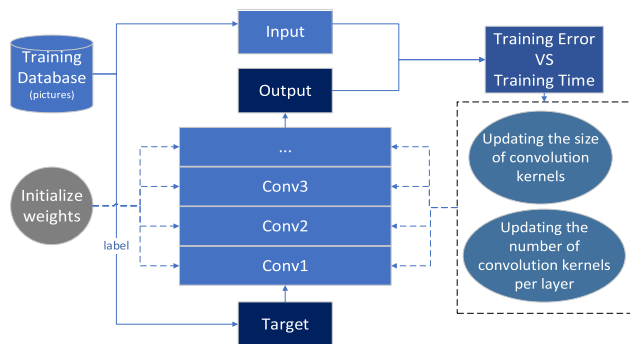 Training
Database
(pictures)
Input
Output
Training Error
VS
Training Time
...
Conv3
Conv2
Conv1
Initialize
weights
label
Target
Updating the size
of convolution
kernels
Updating the
number of
convolution kernels
per layer